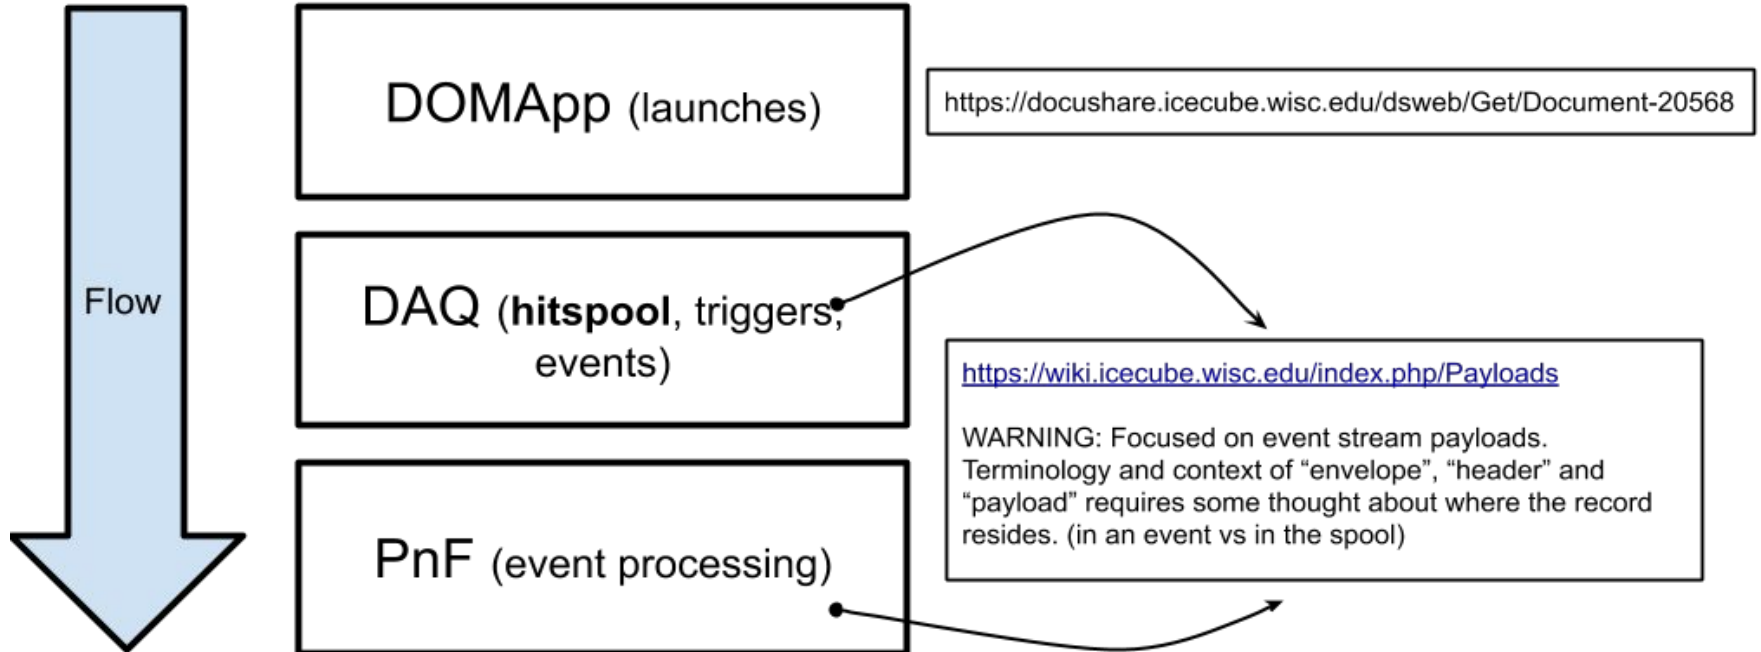 DOMApp (launches)
https://docushare.icecube.wisc.edu/dsweb/Get/Document-20568
Flow
DAQ (hitspool, triggers,
events)
https://wiki.icecube.wisc.edu/index.php/Payloads
WARNING: Focused on event stream payloads.
Terminology and context of “envelope”, “header” and
“payload” requires some thought about where the record
resides. (in an event vs in the spool)
PnF (event processing)